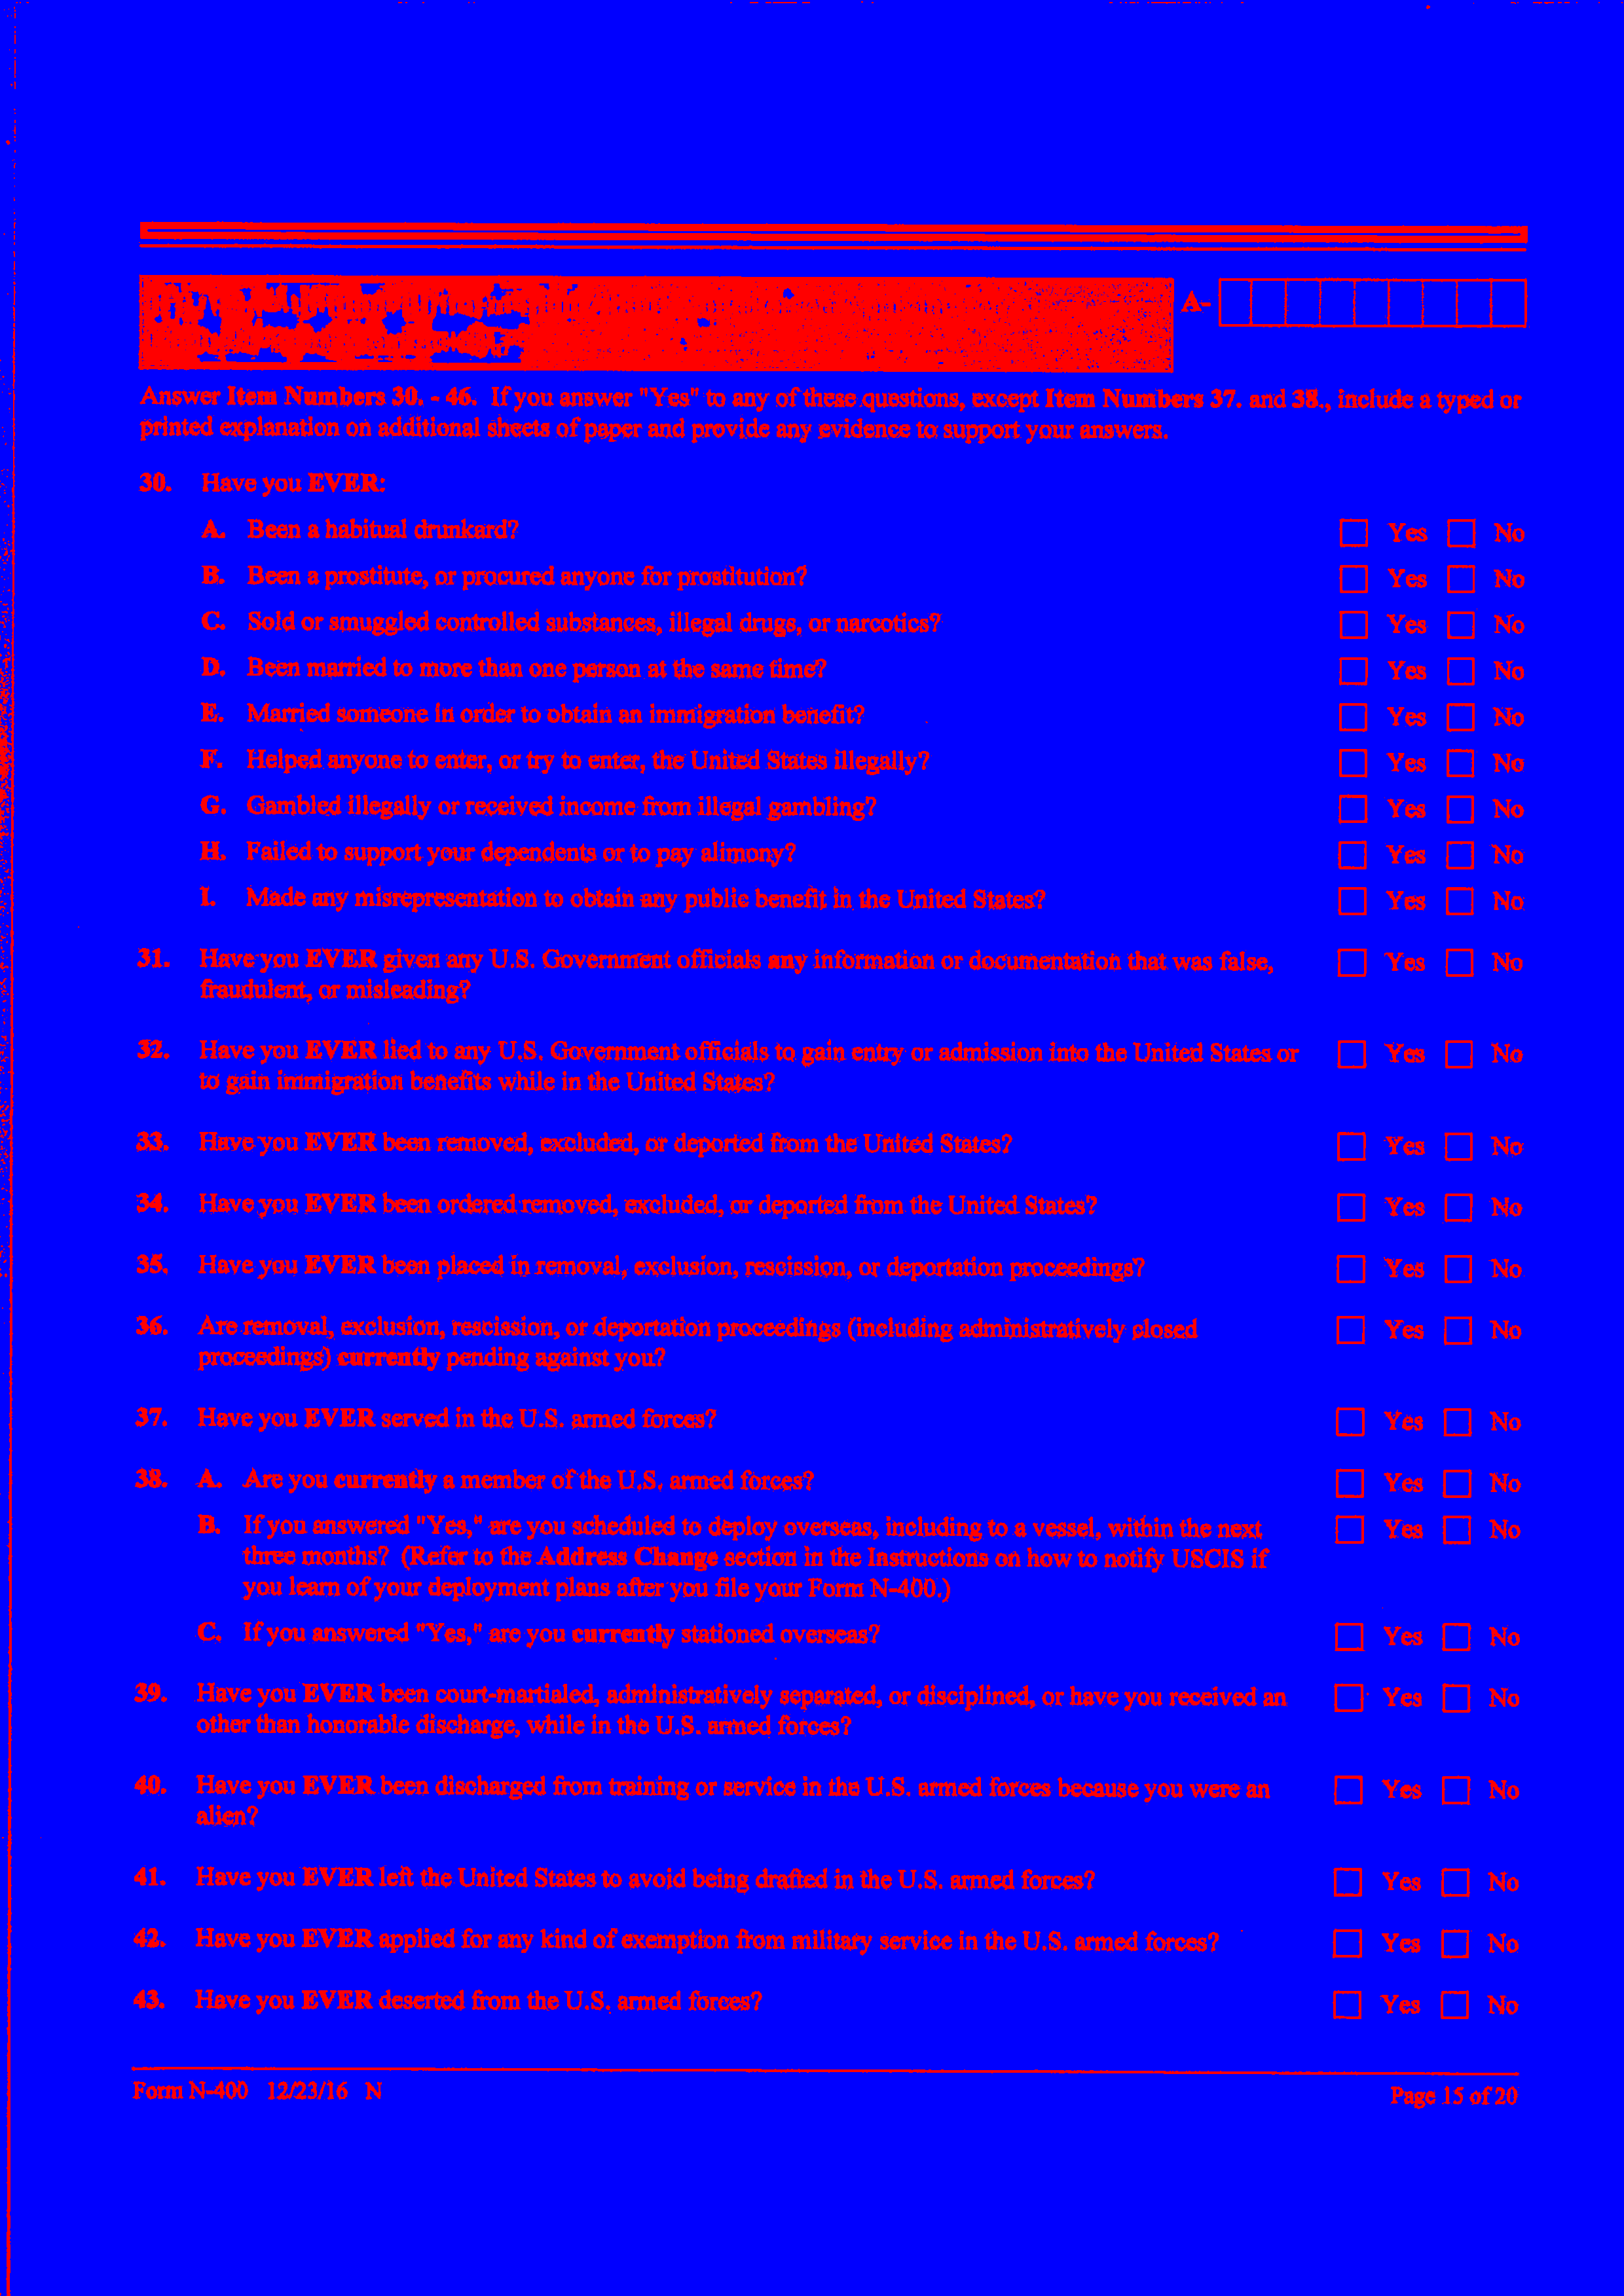 A-
Answer Item Numbers 30. - 46. If you answer "Yes" to any of these questions, except Item Numbers 37. and 38., include a typed or
printed explanation on additional sheets of paper and provide any evidence to support your answers.
30. Have you EVER:
A. Been a habitual drunkard? Yes No
B. Been a prostitute, or procured anyone for prostitution? Yes No
C. Sold or smuggled controlled substances, illegal drugs, or narcotics? Yes No
D. Been married to more than one person at the same time? Yes No
E. Married someone in order to obtain an immigration benefit? Yes No
F. Helped anyone to enter, or try to enter, the United States illegally? Yes No
G. Gambled illegally or received income from illegal gambling? Yes No
H. Failed to support your dependents or to pay alimony? Yes No
I. Made any misrepresentation to obtain any public benefit in the United States? Yes No
31. Have you EVER given any U.S. Government officials any information or documentation that was false, Yes No
fraudulent, or misleading?
32. Have you EVER lied to any U.S. Government officials to gain entry or admission into the United States or Yes No
to gain immigration benefits while in the United States?
33. Have you EVER been removed, excluded, or deported from the United States? Yes No
34. Have you EVER been ordered removed, excluded, or deported from the United States? Yes No
35. Have you EVER been placed in removal, exclusion, rescission, or deportation proceedings? Yes No
36. Are removal, exclusion, rescission, or deportation proceedings (including administratively closed Yes No
proceedings) currently pending against you?
37. Have you EVER served in the U.S. armed forces? Yes No
38. A. Are you currently a member of the U.S. armed forces? Yes No
B. If you answered "Yes," are you scheduled to deploy overseas, including to a vessel, within the next Yes No
three months? (Refer to the Address Change section in the Instructions on how to notify USCIS if
you learn of your deployment plans after you file your Form N-400.)
C. If you answered "Yes," are you currently stationed overseas? Yes No
39. Have you EVER been court-martialed, administratively separated, or disciplined, or have you received an Yes No
other than honorable discharge, while in the U.S. armed forces?
40. Have you EVER been discharged from training or service in the U.S. armed forces because you were an Yes No
alien?
41. Have you EVER left the United States to avoid being drafted in the U.S. armed forces? Yes No
42. Have you EVER applied for any kind of exemption from military service in the U.S. armed forces? Yes No
43. Have you EVER deserted from the U.S. armed forces? Yes No
Form N-400 12/23/16 N Page 15 of 20